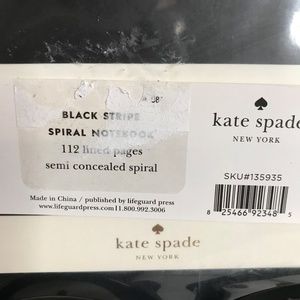 BLACK STRIPE
SPIRAL NOTEBOOK
112 lined pages
semi concealed spiral
Made in China / published by lifeguard press
www.lifeguardpress.com | 1.800.992.3006
kate spade
NEW YORK
SKU#135935
8 25466 92348 5
kate spade
NEW YORK